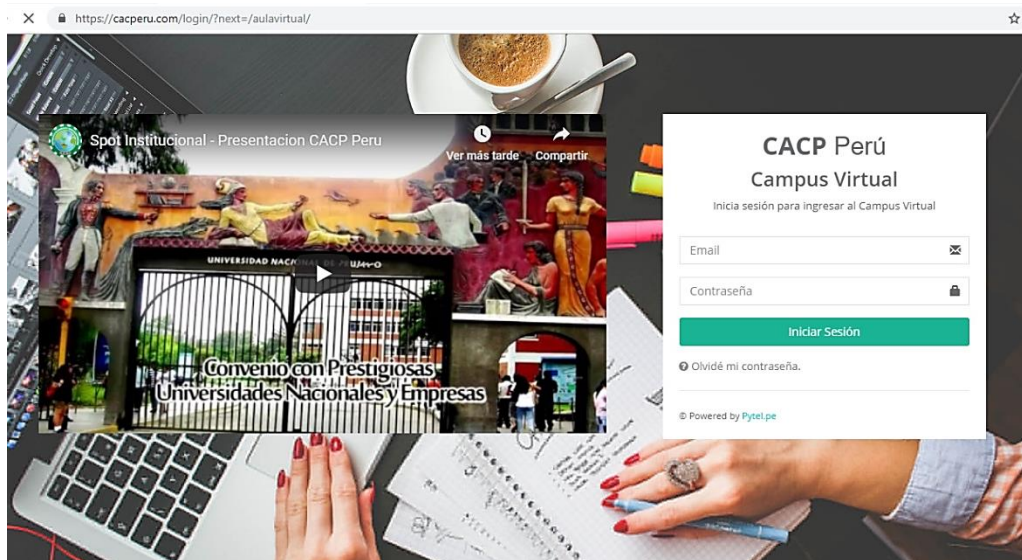 https://cacperu.com/login/?next=/aulavirtual/
Spot Institucional - Presentacion CACP Peru
Ver más tarde
Compartir
UNIVERSIDAD NACIONAL DE
Convenio con Prestigiosas
Universidades Nacionales y Empresas
CACP Perú
Campus Virtual
Inicia sesión para ingresar al Campus Virtual
Email
Contraseña
Iniciar Sesión
Olvidé mi contraseña.
© Powered by Pytel.pe